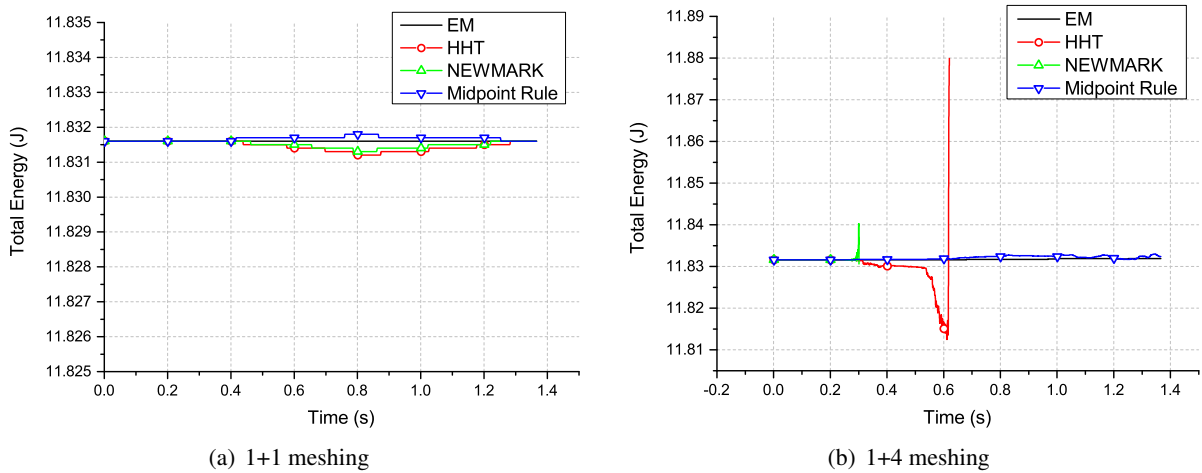 11.835
11.834
11.833
11.832
11.831
11.830
11.829
11.828
11.827
11.826
11.825
0.0
0.2
0.4
0.6
0.8
1.0
1.2
1.4
Total Energy (J)
Time (s)
EM
HHT
NEWMARK
Midpoint Rule
(a) 1+1 meshing
11.89
11.88
11.87
11.86
11.85
11.84
11.83
11.82
11.81
-0.2
0.0
0.2
0.4
0.6
0.8
1.0
1.2
1.4
Total Energy (J)
Time (s)
EM
HHT
NEWMARK
Midpoint Rule
(b) 1+4 meshing